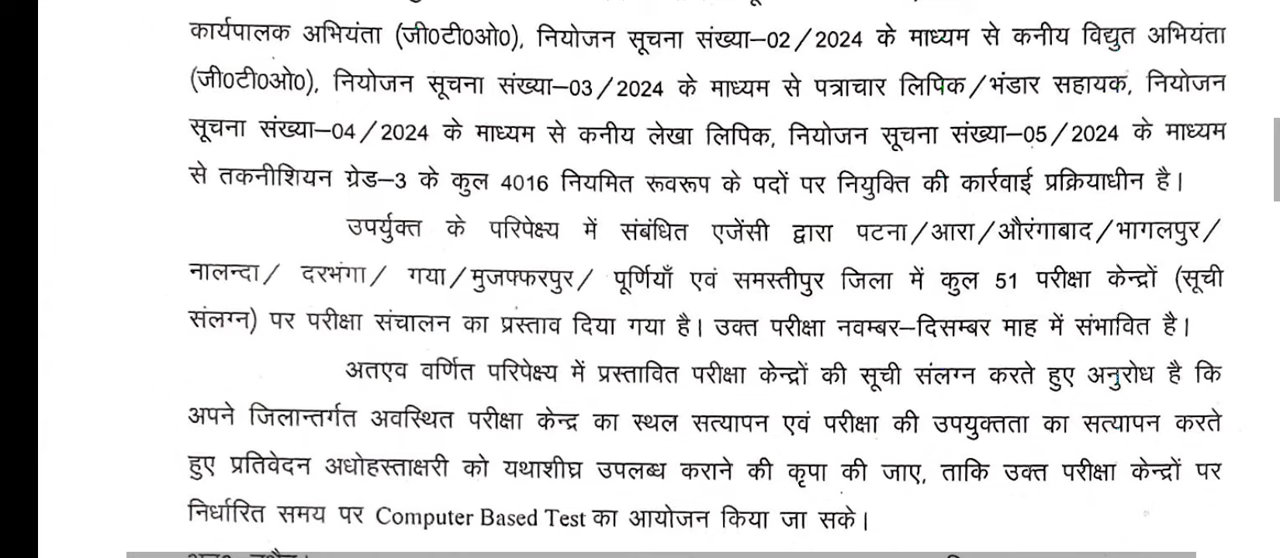 कार्यपालक अभियंता (जी0टी0ओ0), नियोजन सूचना संख्या–02/2024 के माध्यम से कनीय विद्युत अभियंता
(जी0टी0ओ0), नियोजन सूचना संख्या–03/2024 के माध्यम से पत्राचार लिपिक/भंडार सहायक, नियोजन
सूचना संख्या–04/2024 के माध्यम से कनीय लेखा लिपिक, नियोजन सूचना संख्या–05/2024 के माध्यम
से तकनीशियन ग्रेड–3 के कुल 4016 नियमित रूवरूप के पदों पर नियुक्ति की कार्रवाई प्रक्रियाधीन है।
उपर्युक्त के परिपेक्ष्य में संबंधित एजेंसी द्वारा पटना/आरा/औरंगाबाद/भागलपुर/
नालन्दा/ दरभंगा/ गया/मुजफ्फरपुर/ पूर्णियाँ एवं समस्तीपुर जिला में कुल 51 परीक्षा केन्द्रों (सूची
संलग्न) पर परीक्षा संचालन का प्रस्ताव दिया गया है। उक्त परीक्षा नवम्बर–दिसम्बर माह में संभावित है।
अतएव वर्णित परिपेक्ष्य में प्रस्तावित परीक्षा केन्द्रों की सूची संलग्न करते हुए अनुरोध है कि
अपने जिलान्तर्गत अवस्थित परीक्षा केन्द्र का स्थल सत्यापन एवं परीक्षा की उपयुक्तता का सत्यापन करते
हुए प्रतिवेदन अधोहस्ताक्षरी को यथाशीघ्र उपलब्ध कराने की कृपा की जाए, ताकि उक्त परीक्षा केन्द्रों पर
निर्धारित समय पर Computer Based Test का आयोजन किया जा सके।